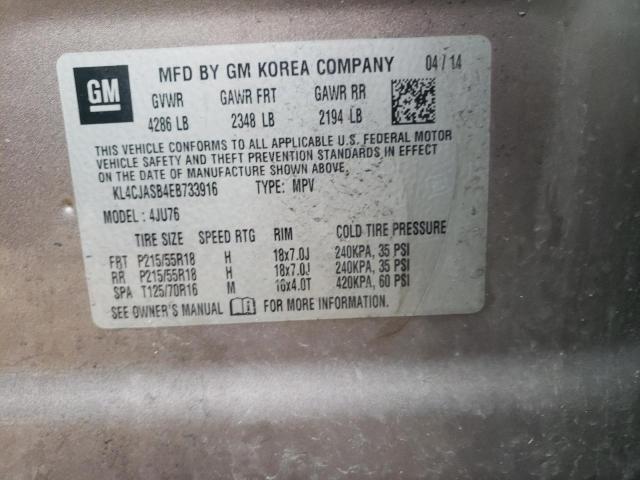 GM
MFD BY GM KOREA COMPANY 04/14
GVWR GAWR FRT GAWR RR
4286 LB 2348 LB 2194 LB
THIS VEHICLE CONFORMS TO ALL APPLICABLE U.S. FEDERAL MOTOR
VEHICLE SAFETY AND THEFT PREVENTION STANDARDS IN EFFECT
ON THE DATE OF MANUFACTURE SHOWN ABOVE.
KL4CJASB4EB733916 TYPE: MPV
MODEL: 4JU76
TIRE SIZE SPEED RTG RIM COLD TIRE PRESSURE
FRT P215/55R18 H 18x7.0J 240KPA, 35 PSI
RR P215/55R18 H 18x7.0J 240KPA, 35 PSI
SPA T125/70R16 M 16x4.0T 420KPA, 60 PSI
SEE OWNER'S MANUAL FOR MORE INFORMATION.